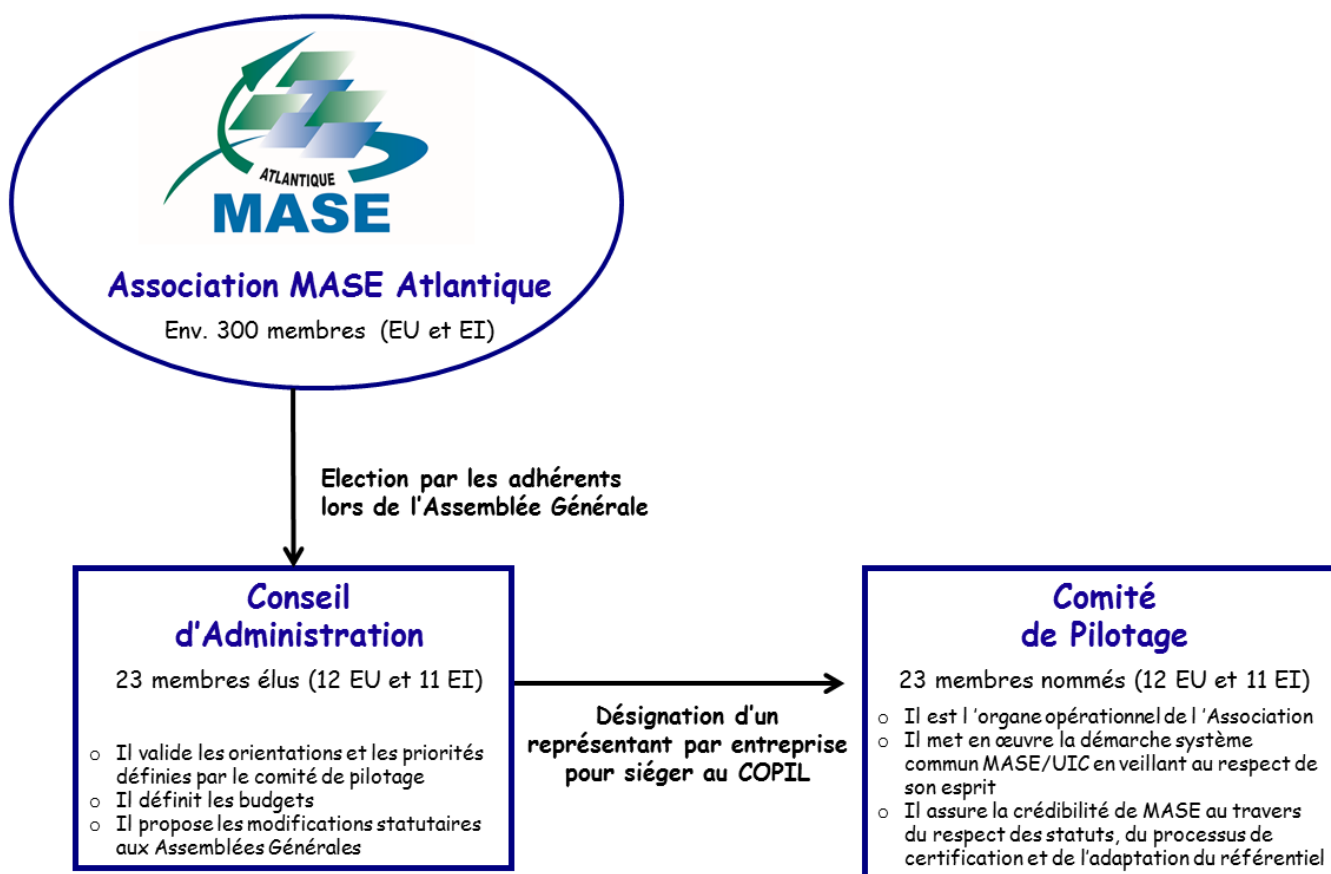 ATLANTIQUE
MASE
Association MASE Atlantique
Env. 300 membres (EU et EI)
Election par les adhérents
lors de l'Assemblée Générale
Conseil
d'Administration
23 membres élus (12 EU et 11 EI)
o Il valide les orientations et les priorités
définies par le comité de pilotage
o Il définit les budgets
o Il propose les modifications statutaires
aux Assemblées Générales
Désignation d'un
représentant par entreprise
pour siéger au COPIL
Comité
de Pilotage
23 membres nommés (12 EU et 11 EI)
o Il est l 'organe opérationnel de l 'Association
o Il met en œuvre la démarche système
commun MASE/UIC en veillant au respect de
son esprit
o Il assure la crédibilité de MASE au travers
du respect des statuts, du processus de
certification et de l'adaptation du référentiel